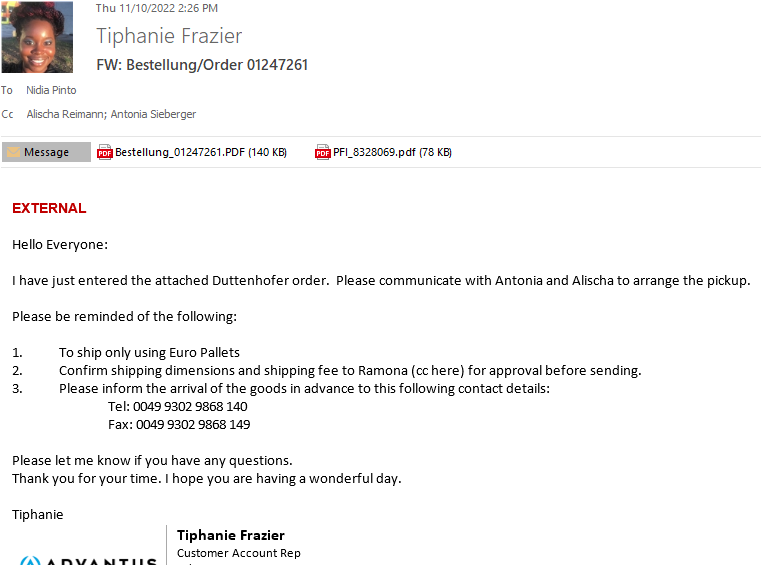 Thu 11/10/2022 2:26 PM
Tiphanie Frazier
FW: Bestellung/Order 01247261
To Nidia Pinto
Cc Alischa Reimann; Antonia Sieberger
Message Bestellung_01247261.PDF (140 KB) PFI_8328069.pdf (78 KB)
EXTERNAL
Hello Everyone:
I have just entered the attached Duttenhofer order. Please communicate with Antonia and Alischa to arrange the pickup.
Please be reminded of the following:
1. To ship only using Euro Pallets
2. Confirm shipping dimensions and shipping fee to Ramona (cc here) for approval before sending.
3. Please inform the arrival of the goods in advance to this following contact details:
Tel: 0049 9302 9868 140
Fax: 0049 9302 9868 149
Please let me know if you have any questions.
Thank you for your time. I hope you are having a wonderful day.
Tiphanie
Tiphanie Frazier
Customer Account Rep
ADVANTUS